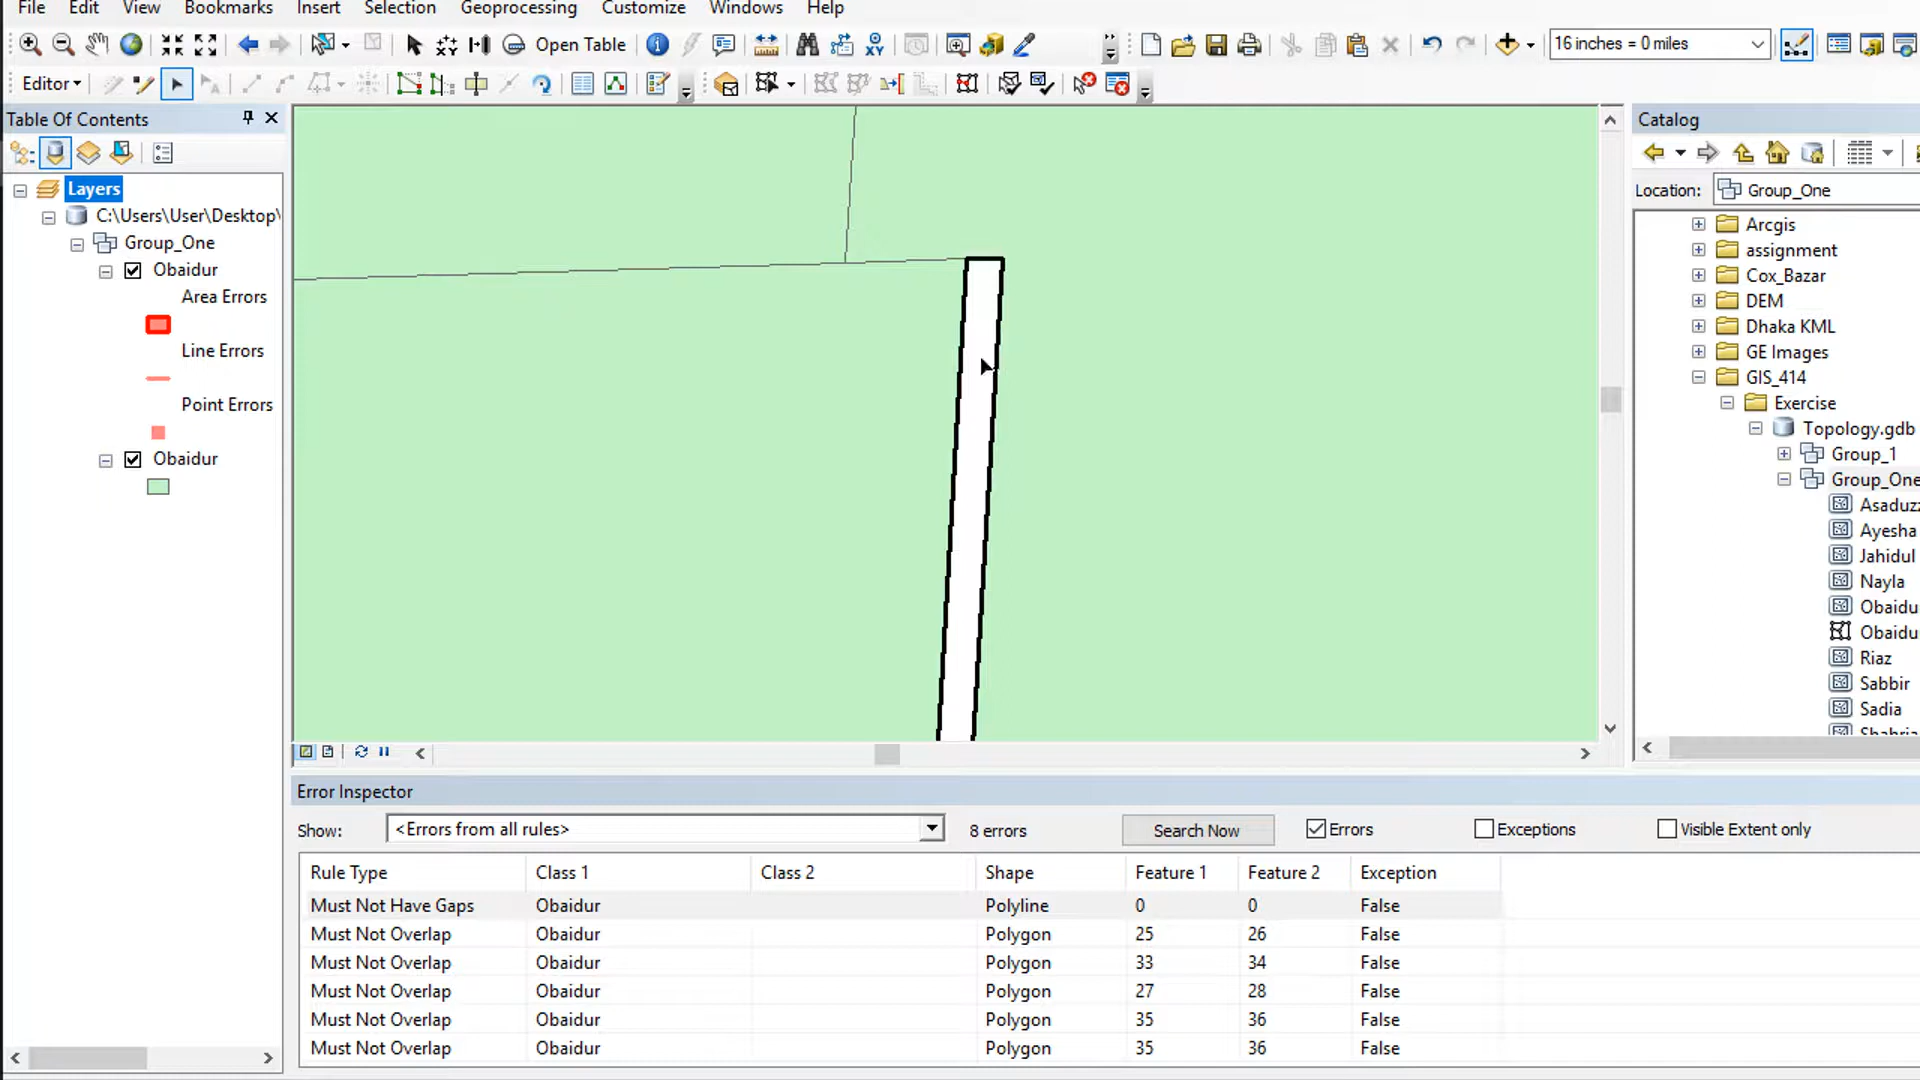 File Edit View Bookmarks Insert Selection Geoprocessing Customize Windows Help
Open Table
16 inches = 0 miles
Editor
Table Of Contents
Layers
C:\Users\User\Desktop\
Group_One
Obaidur
Area Errors
Line Errors
Point Errors
Obaidur
Catalog
Location: Group_One
Arcgis
assignment
Cox_Bazar
DEM
Dhaka KML
GE Images
GIS_414
Exercise
Topology.gdb
Group_1
Group_One
Asaduzz
Ayesha
Jahidul
Nayla
Obaidu
Obaidu
Riaz
Sabbir
Sadia
Error Inspector
Show: <Errors from all rules> 8 errors Search Now Errors Exceptions Visible Extent only
Rule Type Class 1 Class 2 Shape Feature 1 Feature 2 Exception
Must Not Have Gaps Obaidur Polyline 0 0 False
Must Not Overlap Obaidur Polygon 25 26 False
Must Not Overlap Obaidur Polygon 33 34 False
Must Not Overlap Obaidur Polygon 27 28 False
Must Not Overlap Obaidur Polygon 35 36 False
Must Not Overlap Obaidur Polygon 35 36 False